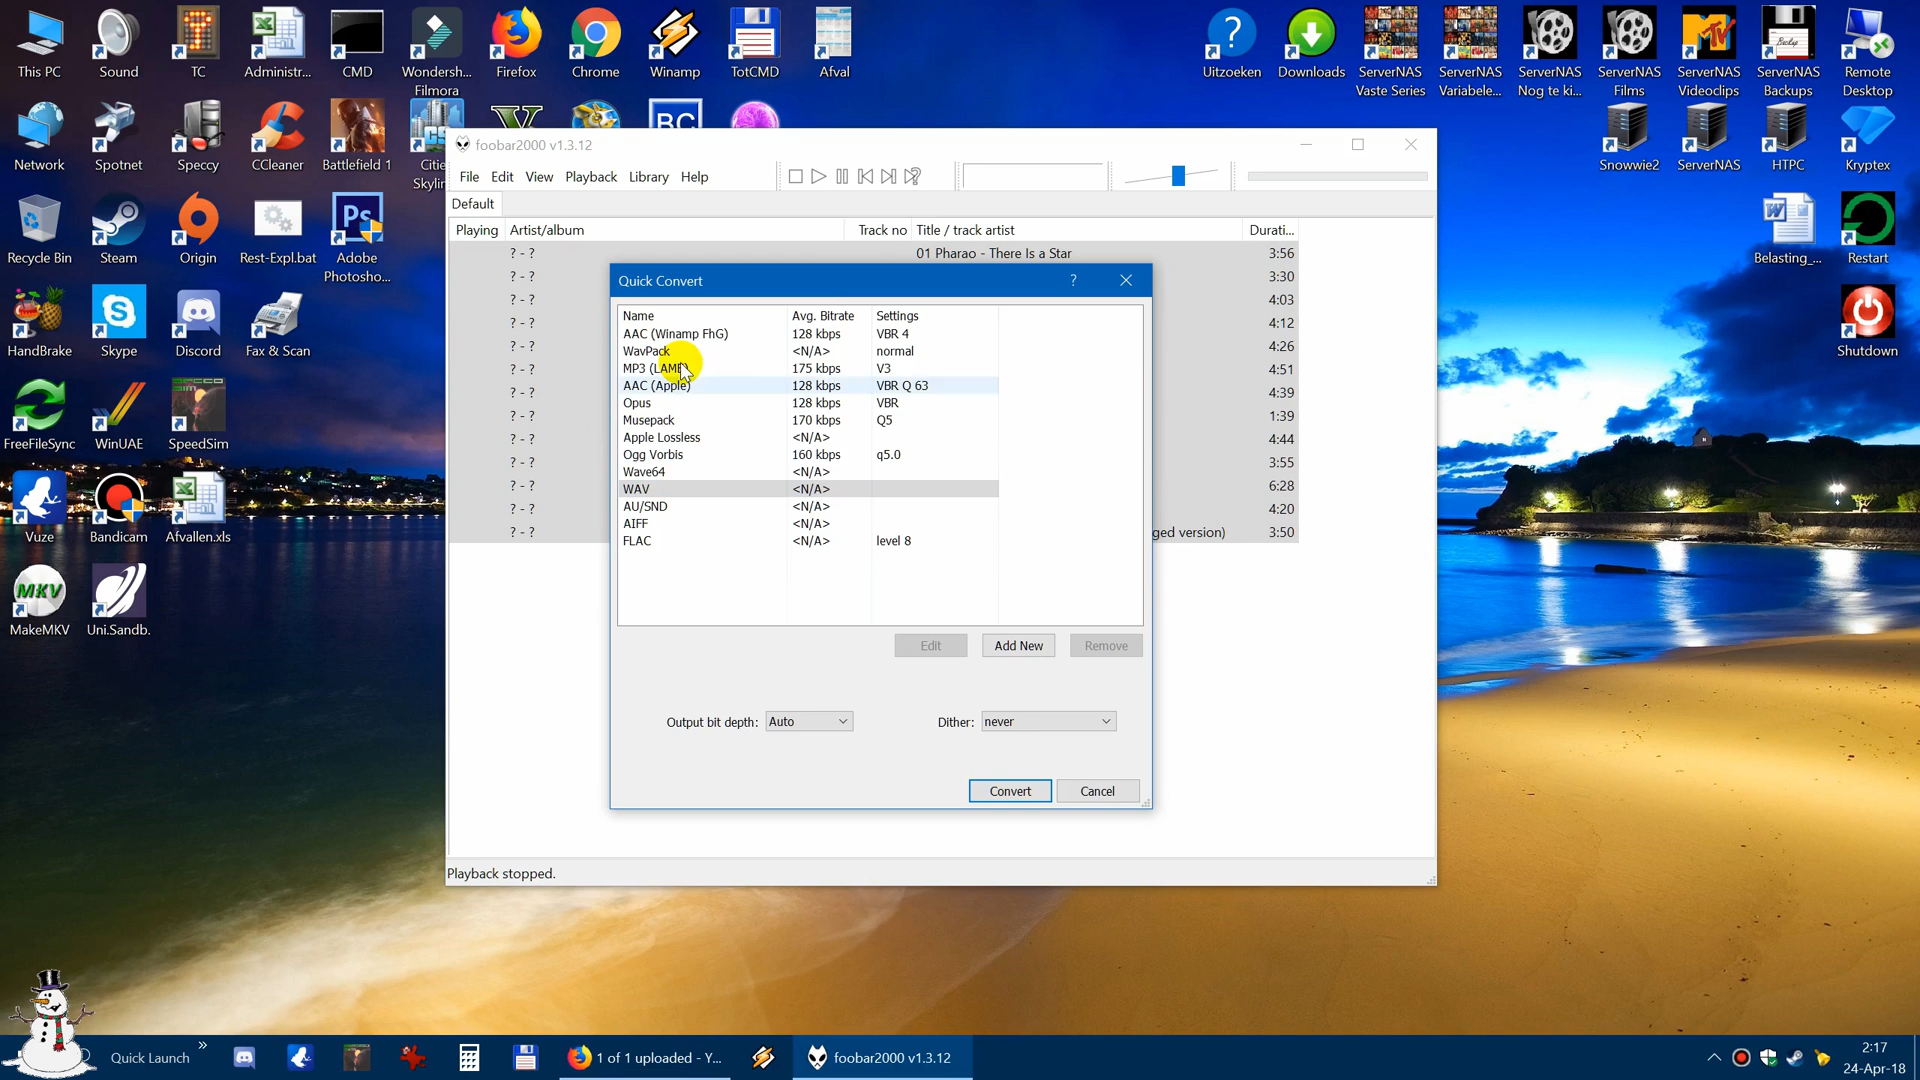 This PC
Sound
TC
Administr...
CMD
Wondersh...
Filmora
Firefox
Chrome
Winamp
TotCMD
Afval
Uitzoeken
Downloads
ServerNAS
Vaste Series
ServerNAS
Variabele...
ServerNAS
Nog te ki...
ServerNAS
Films
ServerNAS
Videoclips
ServerNAS
Backups
Remote
Desktop
Network
Spotnet
Speccy
CCleaner
Battlefield 1
Citie
Skylin
BC
Snowwie2
ServerNAS
HTPC
Kryptex
Recycle Bin
Steam
Origin
Rest-Expl.bat
Adobe
Photosho...
Belasting_...
Restart
HandBrake
Skype
Discord
Fax & Scan
Shutdown
FreeFileSync
WinUAE
SpeedSim
Vuze
Bandicam
Afvallen.xls
MKV
MakeMKV
Uni.Sandb.
foobar2000 v1.3.12
File Edit View Playback Library Help
Default
Playing Artist/album Track no Title / track artist Durati...
? - ? 01 Pharao - There Is a Star 3:56
? - ? 3:30
? - ? 4:03
? - ? 4:12
? - ? 4:26
? - ? 4:51
? - ? 4:39
? - ? 1:39
? - ? 4:44
? - ? 3:55
? - ? 6:28
? - ? 4:20
? - ? ged version) 3:50
Quick Convert ?
Name Avg. Bitrate Settings
AAC (Winamp FhG) 128 kbps VBR 4
WavPack <N/A> normal
MP3 (LAME) 175 kbps V3
AAC (Apple) 128 kbps VBR Q 63
Opus 128 kbps VBR
Musepack 170 kbps Q5
Apple Lossless <N/A>
Ogg Vorbis 160 kbps q5.0
Wave64 <N/A>
WAV <N/A>
AU/SND <N/A>
AIFF <N/A>
FLAC <N/A> level 8
Edit Add New Remove
Output bit depth: Auto Dither: never
Convert Cancel
Playback stopped.
Quick Launch »
1 of 1 uploaded - Y...
foobar2000 v1.3.12
2:17
24-Apr-18